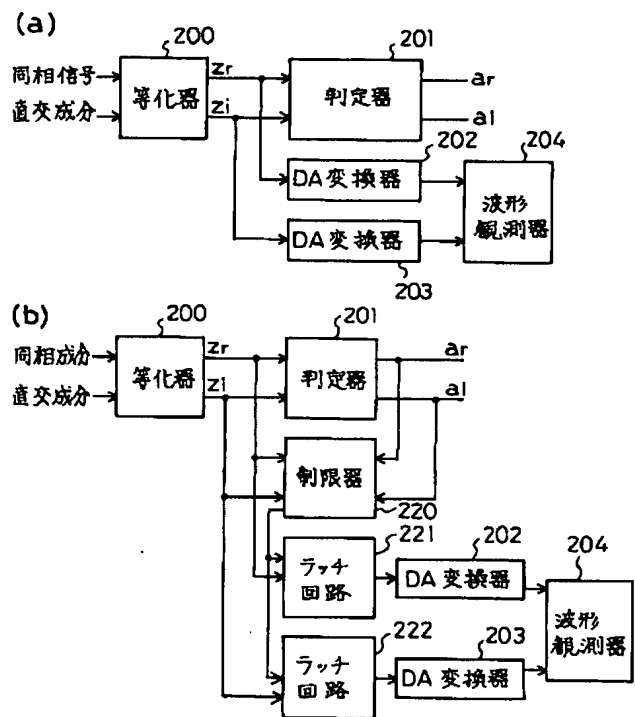 (a)
200
201
同相信号
直交成分
等化器
zr
zi
判定器
ar
aI
202
204
DA変換器
DA変換器
波形
観測器
203
(b)
200
201
同相成分
直交成分
等化器
zr
zi
判定器
ar
aI
制限器
220
221
202
204
ラッチ
回路
DA変換器
波形
観測器
222
203
ラッチ
回路
DA変換器